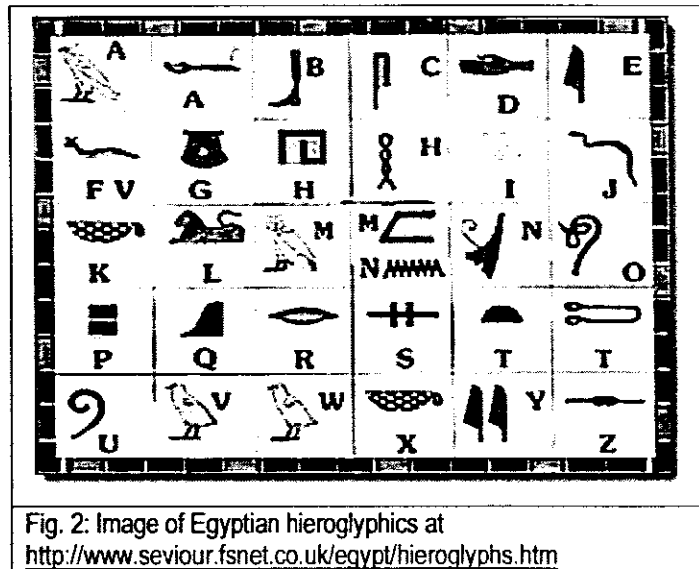 A A B C D E
F V G H H I J
K L M M N N O
P Q R S T T
U V W X Y Z
Fig. 2: Image of Egyptian hieroglyphics at
http://www.seviour.fsnet.co.uk/egypt/hieroglyphs.htm